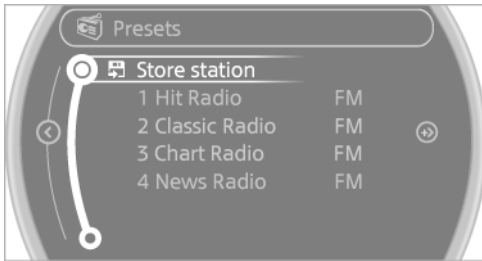 Presets
Store station
1 Hit Radio FM
2 Classic Radio FM
3 Chart Radio FM
4 News Radio FM